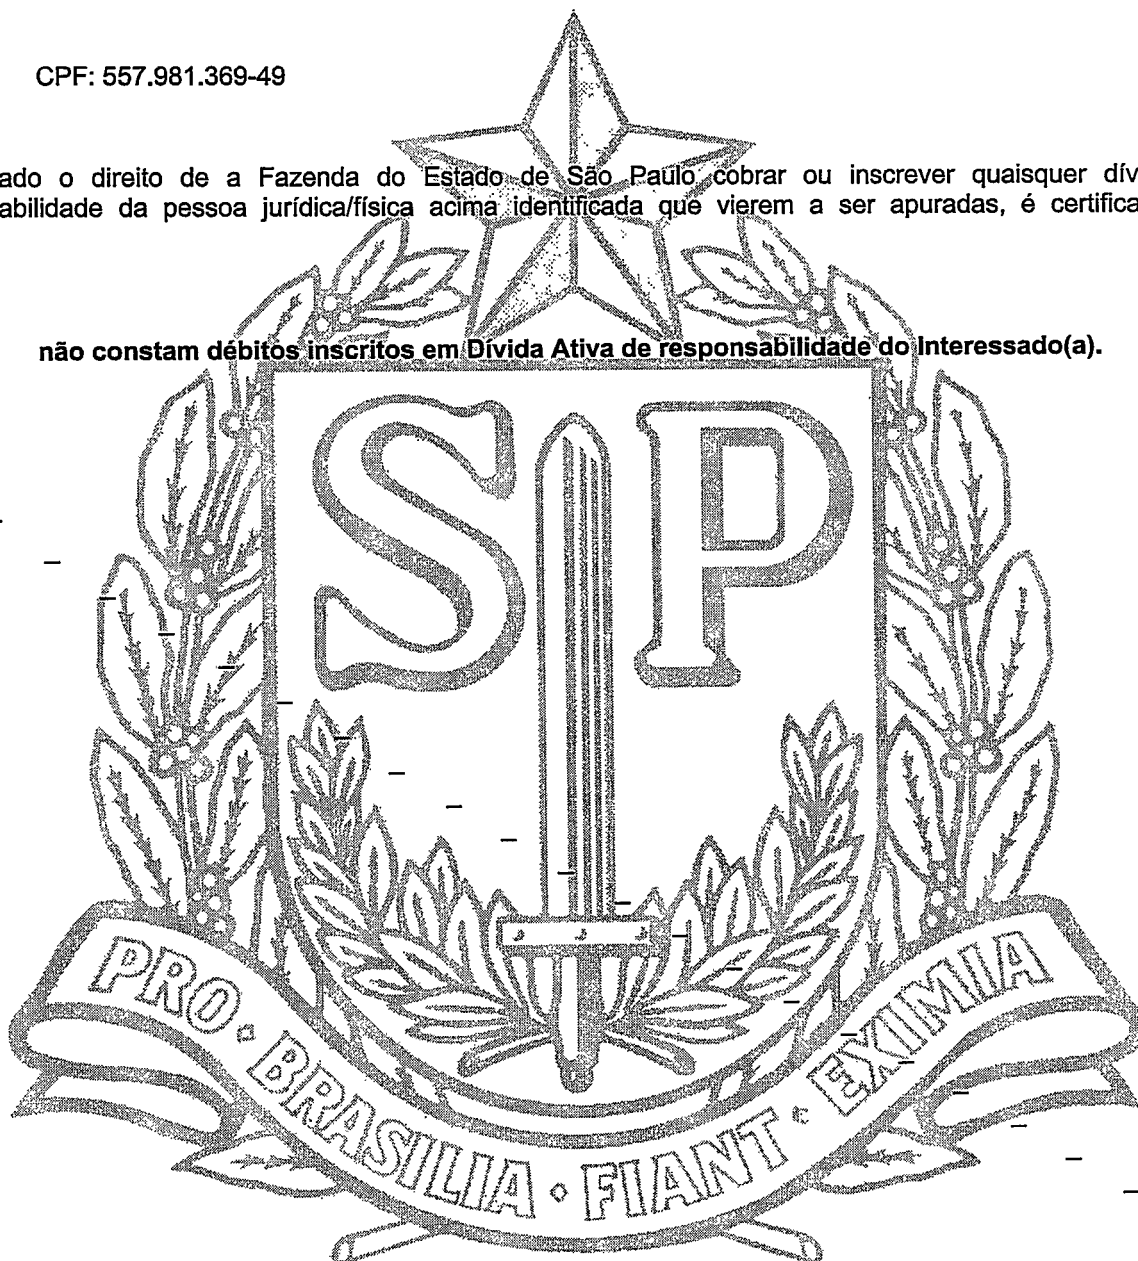 CPF: 557.981.369-49
ado o direito de a Fazenda do Estado de São Paulo cobrar ou inscrever quaisquer dív
abilidade da pessoa jurídica/física acima identificada que vierem a ser apuradas, é certifica
não constam débitos inscritos em Dívida Ativa de responsabilidade do Interessado(a).
SP
PRO • BRASILIA • FIANT • EXIMIA